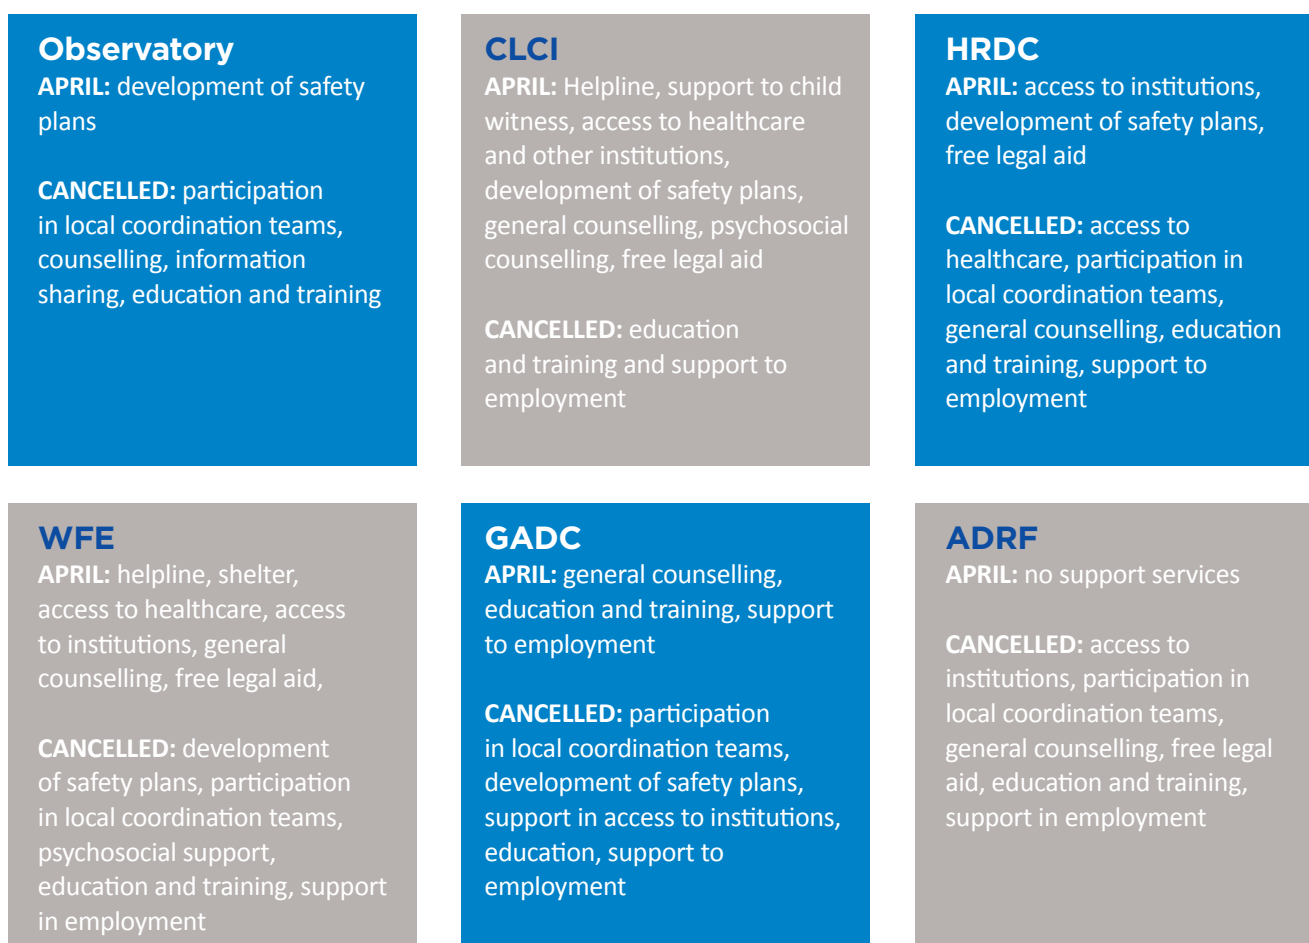 Observatory
APRIL: development of safety
plans
CANCELLED: participation
in local coordination teams,
counselling, information
sharing, education and training
CLCI
APRIL: Helpline, support to child
witness, access to healthcare
and other institutions,
development of safety plans,
general counselling, psychosocial
counselling, free legal aid
CANCELLED: education
and training and support to
employment
HRDC
APRIL: access to institutions,
development of safety plans,
free legal aid
CANCELLED: access to
healthcare, participation in
local coordination teams,
general counselling, education
and training, support to
employment
WFE
APRIL: helpline, shelter,
access to healthcare, access
to institutions, general
counselling, free legal aid,
CANCELLED: development
of safety plans, participation
in local coordination teams,
psychosocial support,
education and training, support
in employment
GADC
APRIL: general counselling,
education and training, support
to employment
CANCELLED: participation
in local coordination teams,
development of safety plans,
support in access to institutions,
education, support to
employment
ADRF
APRIL: no support services
CANCELLED: access to
institutions, participation in
local coordination teams,
general counselling, free legal
aid, education and training,
support in employment